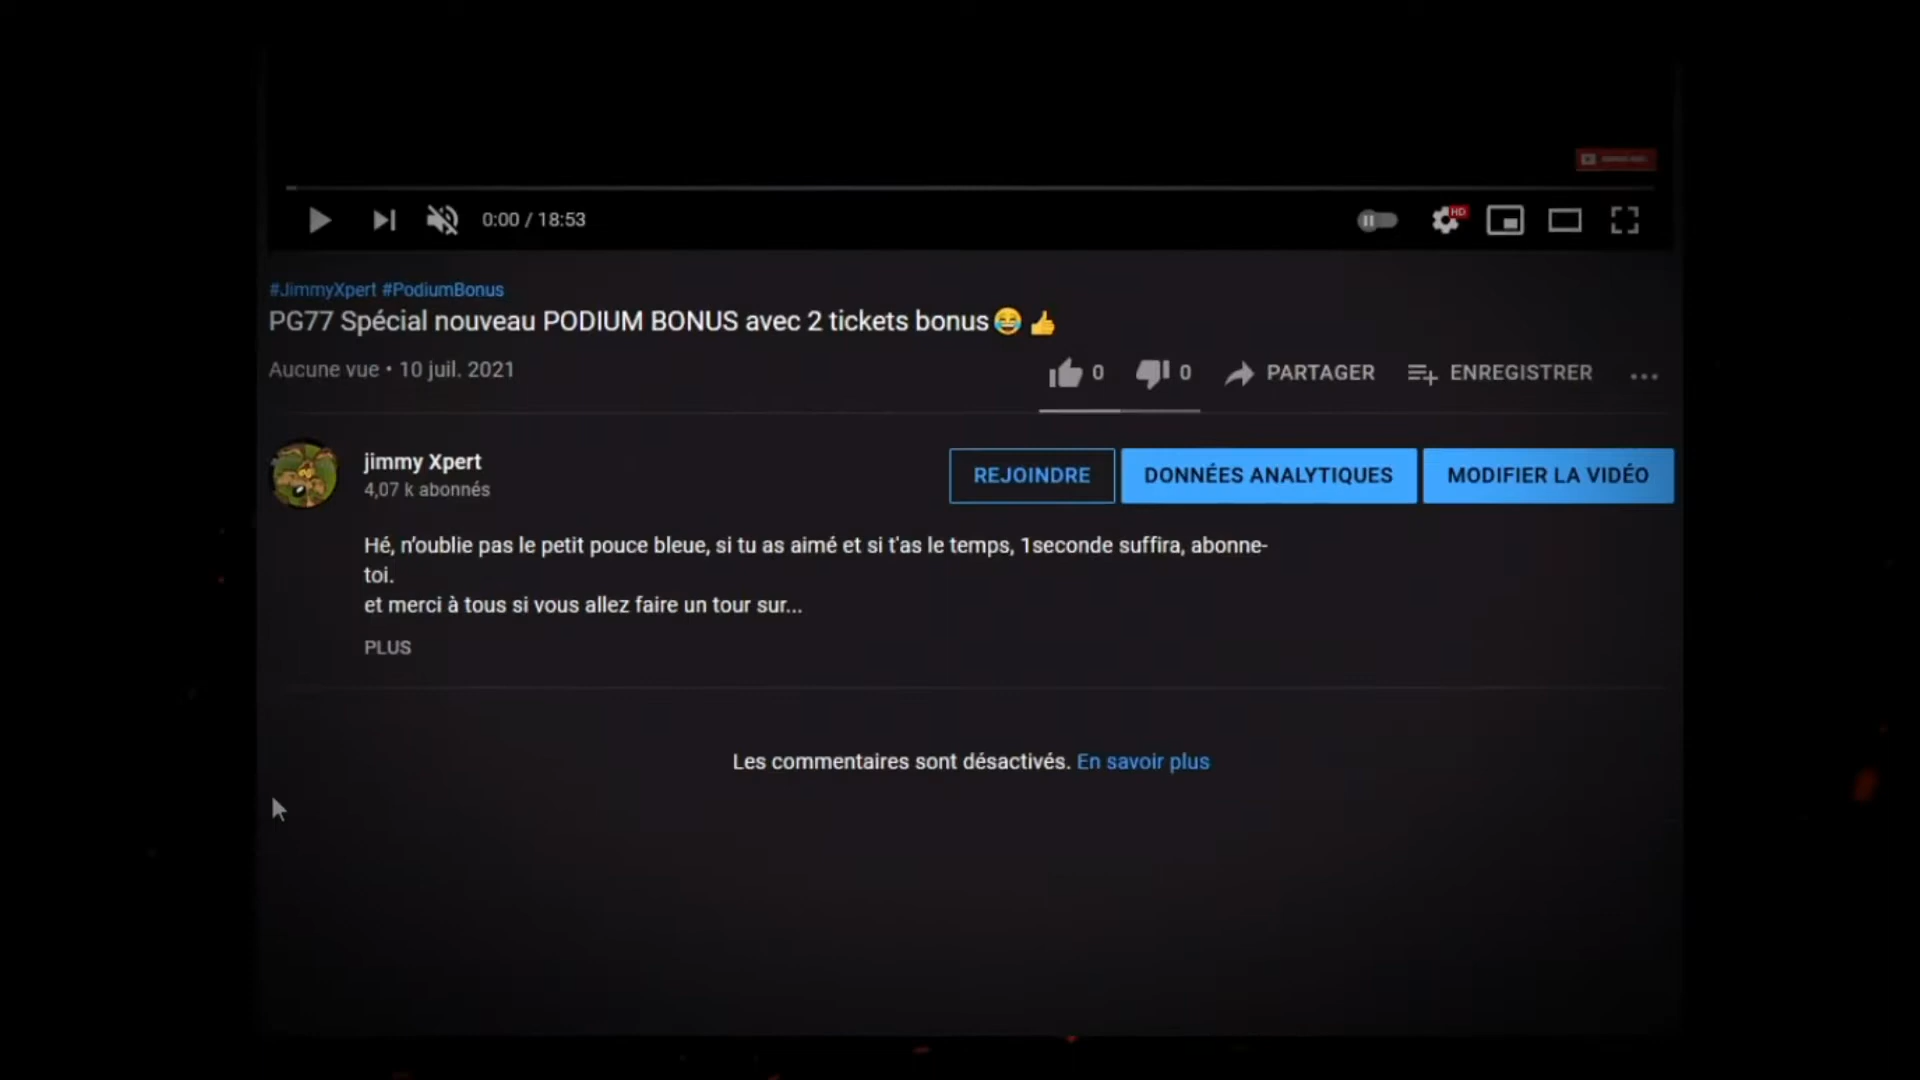 0:00 / 18:53
HD
#JimmyXpert #PodiumBonus
PG77 Spécial nouveau PODIUM BONUS avec 2 tickets bonus😂👍
Aucune vue • 10 juil. 2021
0
0
PARTAGER
ENREGISTRER
jimmy Xpert
4,07 k abonnés
REJOINDRE
DONNÉES ANALYTIQUES
MODIFIER LA VIDÉO
Hé, n’oublie pas le petit pouce bleue, si tu as aimé et si t'as le temps, 1seconde suffira, abonne-
toi.
et merci à tous si vous allez faire un tour sur...
PLUS
Les commentaires sont désactivés. En savoir plus